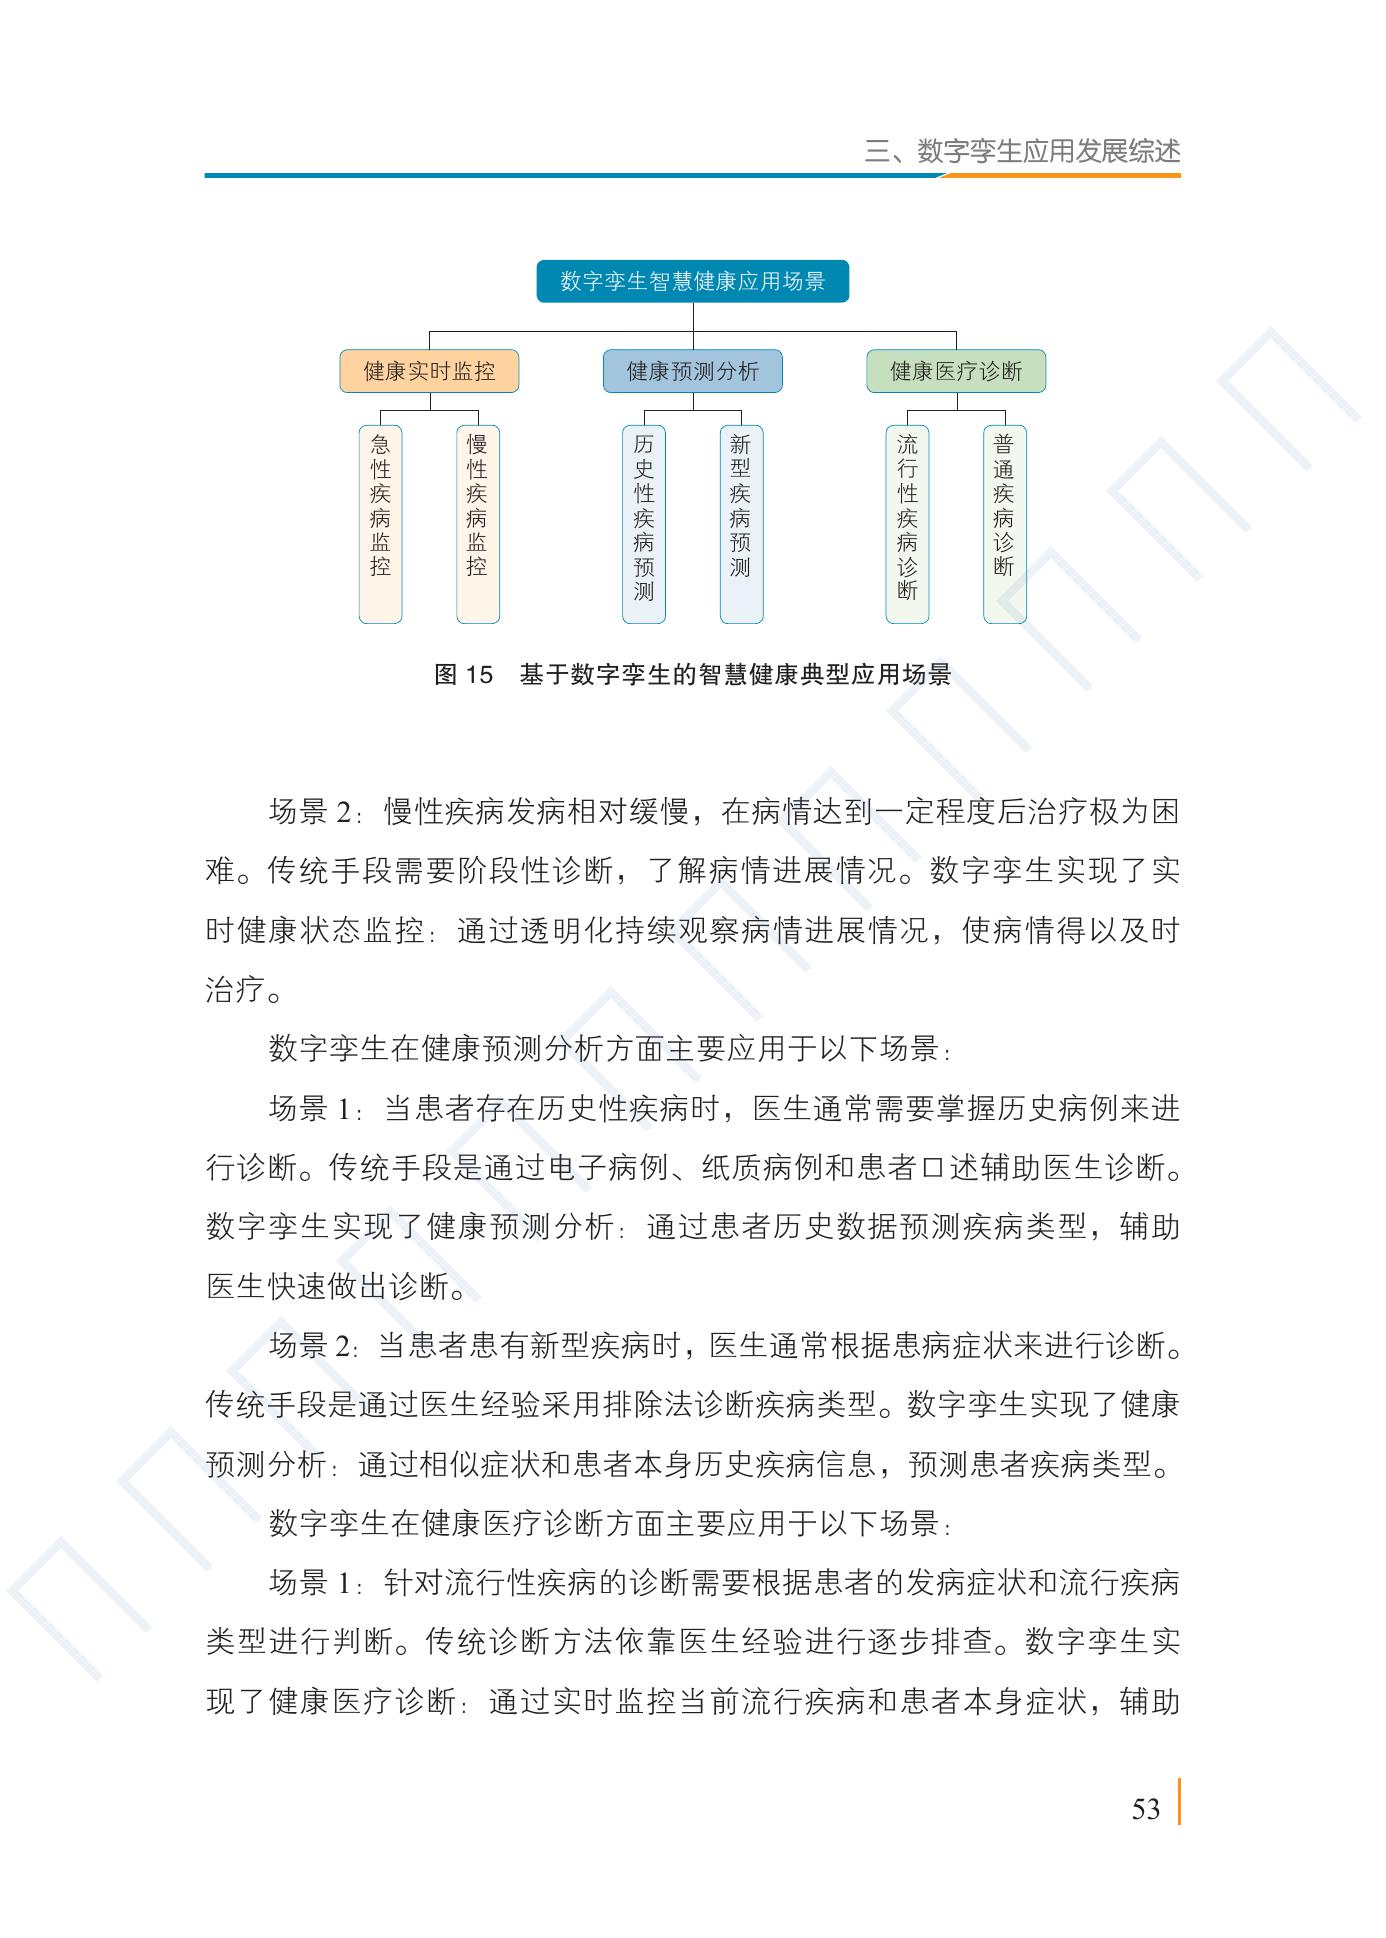 三、数字孪生应用发展综述
数字孪生智慧健康应用场景
健康实时监控
健康预测分析
健康医疗诊断
急性疾病监控
慢性疾病监控
历史性疾病预测
新型疾病预测
流行性疾病诊断
普通疾病诊断
图 15 基于数字孪生的智慧健康典型应用场景
场景 2：慢性疾病发病相对缓慢，在病情达到一定程度后治疗极为困
难。传统手段需要阶段性诊断，了解病情进展情况。数字孪生实现了实
时健康状态监控：通过透明化持续观察病情进展情况，使病情得以及时
治疗。
数字孪生在健康预测分析方面主要应用于以下场景：
场景 1：当患者存在历史性疾病时，医生通常需要掌握历史病例来进
行诊断。传统手段是通过电子病例、纸质病例和患者口述辅助医生诊断。
数字孪生实现了健康预测分析：通过患者历史数据预测疾病类型，辅助
医生快速做出诊断。
场景 2：当患者患有新型疾病时，医生通常根据患病症状来进行诊断。
传统手段是通过医生经验采用排除法诊断疾病类型。数字孪生实现了健康
预测分析：通过相似症状和患者本身历史疾病信息，预测患者疾病类型。
数字孪生在健康医疗诊断方面主要应用于以下场景：
场景 1：针对流行性疾病的诊断需要根据患者的发病症状和流行疾病
类型进行判断。传统诊断方法依靠医生经验进行逐步排查。数字孪生实
现了健康医疗诊断：通过实时监控当前流行疾病和患者本身症状，辅助
53